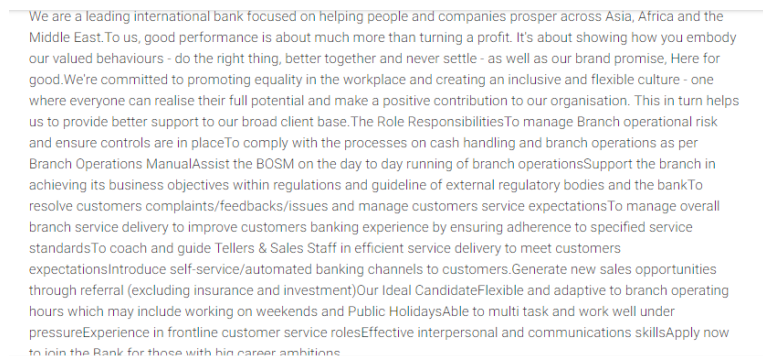 We are a leading international bank focused on helping people and companies prosper across Asia, Africa and the
Middle East.To us, good performance is about much more than turning a profit. It's about showing how you embody
our valued behaviours - do the right thing, better together and never settle - as well as our brand promise, Here for
good.We're committed to promoting equality in the workplace and creating an inclusive and flexible culture - one
where everyone can realise their full potential and make a positive contribution to our organisation. This in turn helps
us to provide better support to our broad client base.The Role ResponsibilitiesTo manage Branch operational risk
and ensure controls are in placeTo comply with the processes on cash handling and branch operations as per
Branch Operations ManualAssist the BOSM on the day to day running of branch operationsSupport the branch in
achieving its business objectives within regulations and guideline of external regulatory bodies and the bankTo
resolve customers complaints/feedbacks/issues and manage customers service expectationsTo manage overall
branch service delivery to improve customers banking experience by ensuring adherence to specified service
standardsTo coach and guide Tellers & Sales Staff in efficient service delivery to meet customers
expectationsIntroduce self-service/automated banking channels to customers.Generate new sales opportunities
through referral (excluding insurance and investment)Our Ideal CandidateFlexible and adaptive to branch operating
hours which may include working on weekends and Public HolidaysAble to multi task and work well under
pressureExperience in frontline customer service rolesEffective interpersonal and communications skillsApply now
to join the Bank for those with big career ambitions.